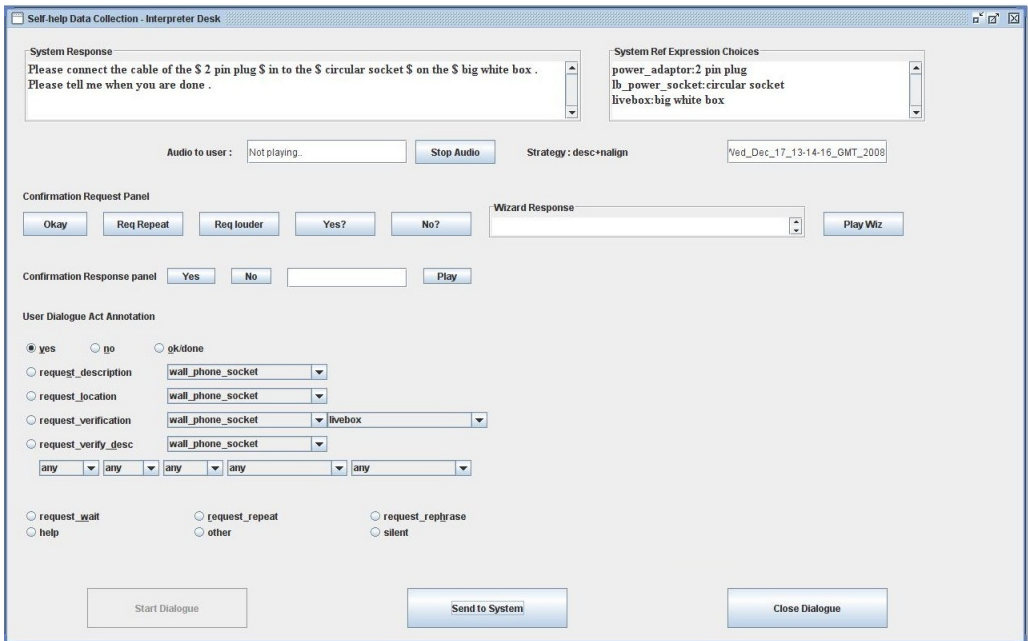 Self-help Data Collection - Interpreter Desk
System Response
System Ref Expression Choices
Please connect the cable of the $ 2 pin plug $ in to the $ circular socket $ on the $ big white box .
Please tell me when you are done .
power_adaptor:2 pin plug
lb_power_socket:circular socket
livebox:big white box
Audio to user : Not playing.. Stop Audio Strategy : desc+nalign Wed_Dec_17_13-14-16_GMT_2008
Confirmation Request Panel
Wizard Response
Okay Req Repeat Req louder Yes? No? Play Wiz
Confirmation Response panel Yes No Play
User Dialogue Act Annotation
yes no ok/done
request_description wall_phone_socket
request_location wall_phone_socket
request_verification wall_phone_socket livebox
request_verify_desc wall_phone_socket
any any any any any
request_wait request_repeat request_rephrase
help other silent
Start Dialogue Send to System Close Dialogue